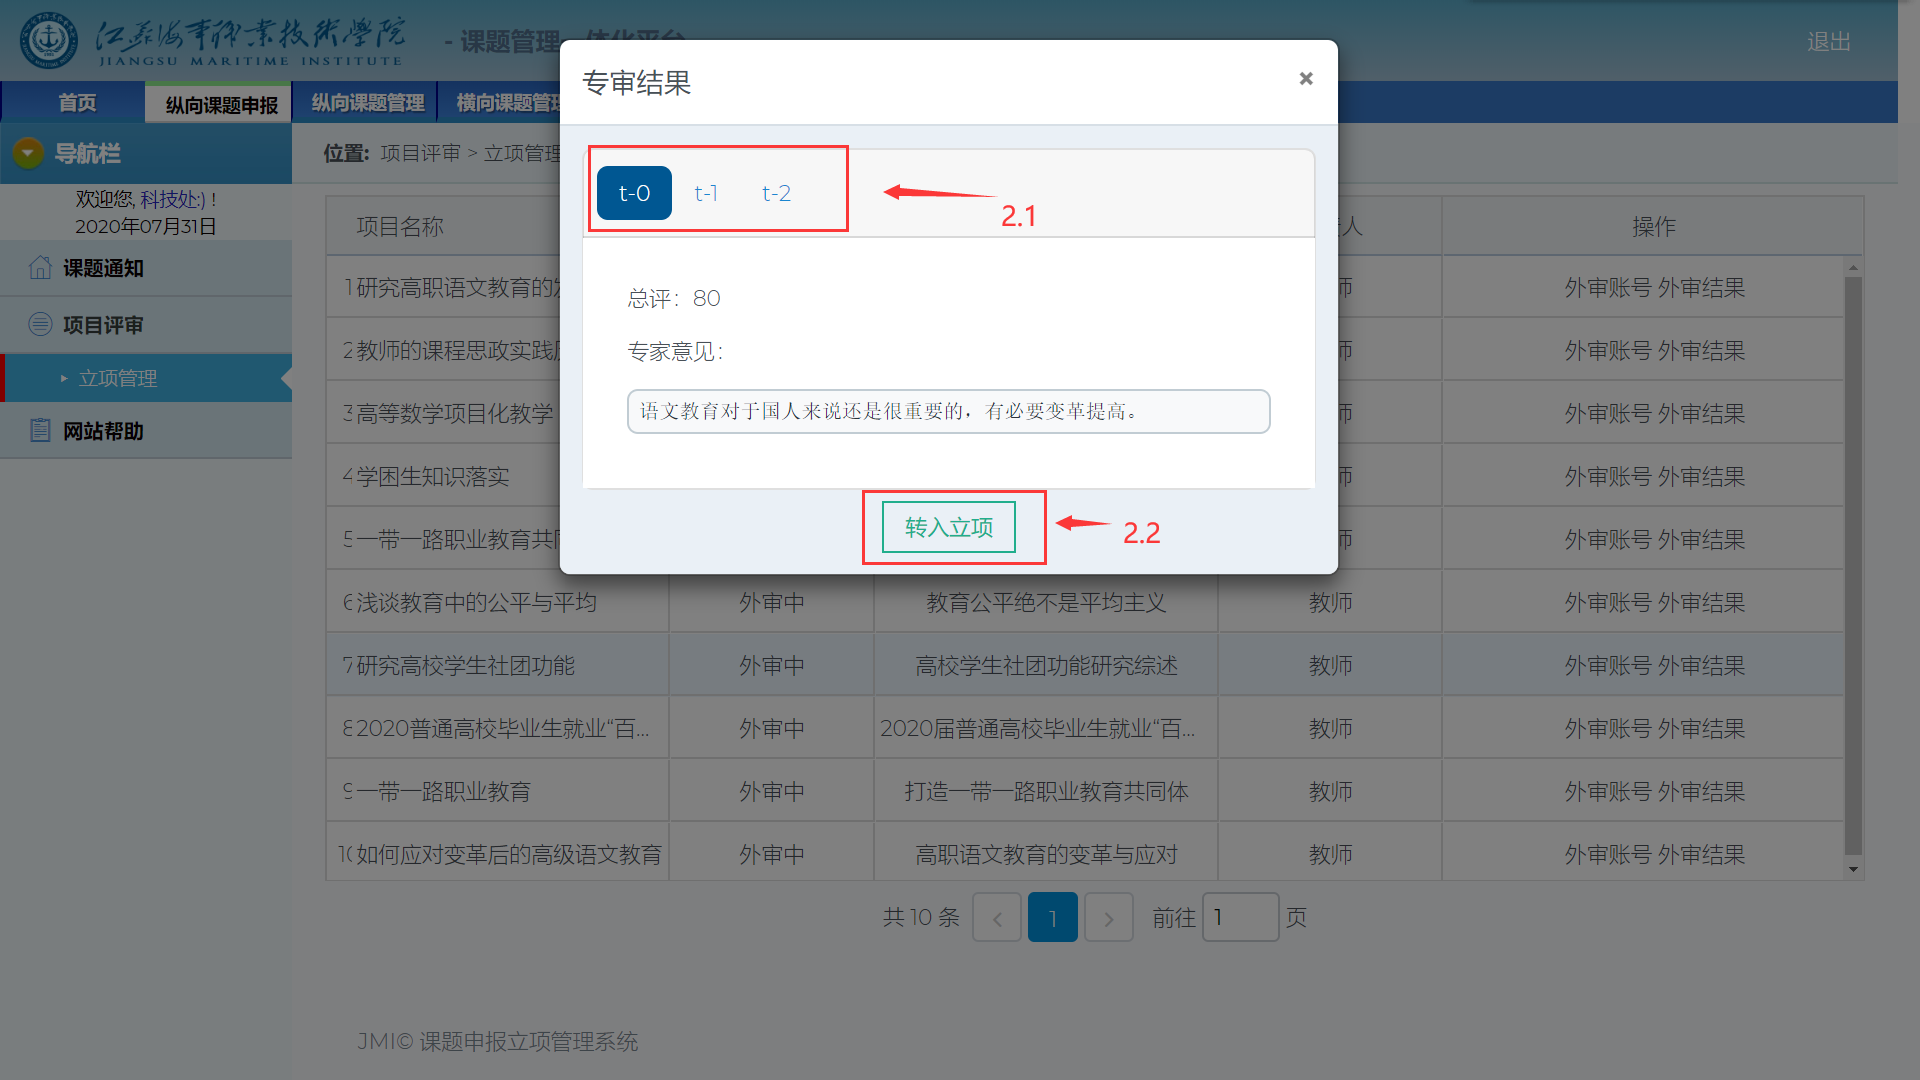 江苏海事职业技术学院
JIANGSU MARITIME INSTITUTE
- 课题管理一体化平台
退出
首页
纵向课题申报
纵向课题管理
横向课题管理
导航栏
欢迎您, 科技处:) !
2020年07月31日
课题通知
项目评审
立项管理
网站帮助
位置: 项目评审 > 立项管理
专审结果
×
t-0
t-1
t-2
2.1
总评：80
专家意见：
语文教育对于国人来说还是很重要的，有必要变革提高。
转入立项
2.2
项目名称
人
操作
1 研究高职语文教育的发
师
外审账号 外审结果
2 教师的课程思政实践
师
外审账号 外审结果
3 高等数学项目化教学
师
外审账号 外审结果
4 学困生知识落实
师
外审账号 外审结果
5 一带一路职业教育共同
师
外审账号 外审结果
6 浅谈教育中的公平与平均
外审中
教育公平绝不是平均主义
教师
外审账号 外审结果
7 研究高校学生社团功能
外审中
高校学生社团功能研究综述
教师
外审账号 外审结果
8 2020普通高校毕业生就业“百...
外审中
2020届普通高校毕业生就业“百...
教师
外审账号 外审结果
9 一带一路职业教育
外审中
打造一带一路职业教育共同体
教师
外审账号 外审结果
10 如何应对变革后的高级语文教育
外审中
高职语文教育的变革与应对
教师
外审账号 外审结果
共 10 条
<
1
>
前往 1 页
JMI© 课题申报立项管理系统